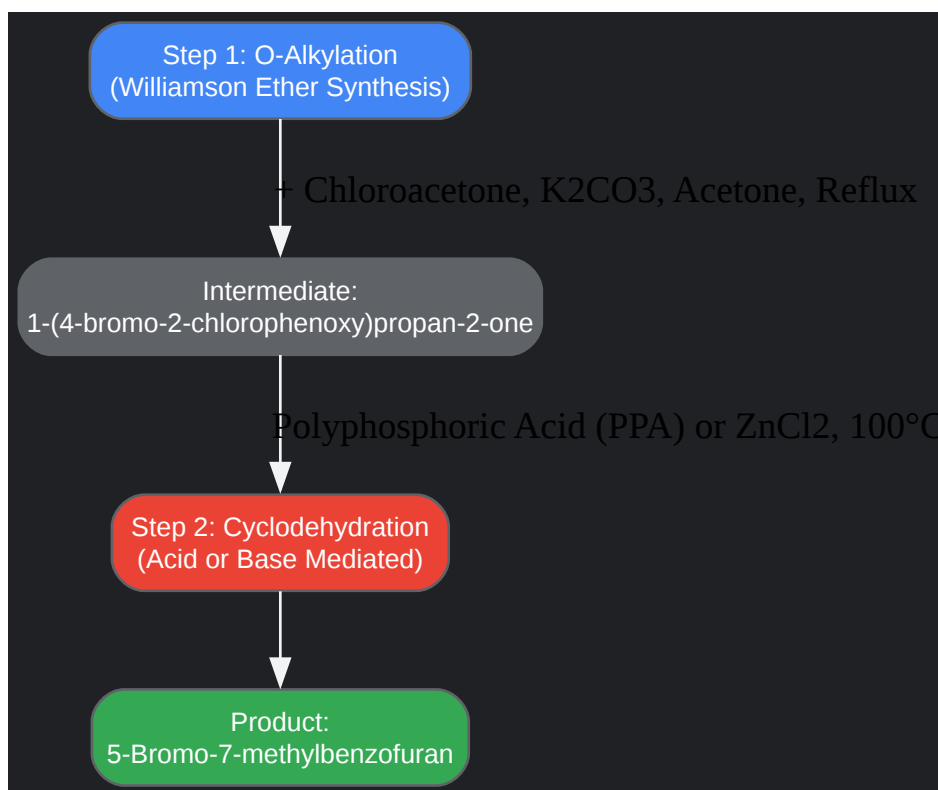 Step 1: O-Alkylation
(Williamson Ether Synthesis)
+ Chloroacetone, K2CO3, Acetone, Reflux
Intermediate:
1-(4-bromo-2-chlorophenoxy)propan-2-one
Polyphosphoric Acid (PPA) or ZnCl2, 100°C
Step 2: Cyclodehydration
(Acid or Base Mediated)
Product:
5-Bromo-7-methylbenzofuran